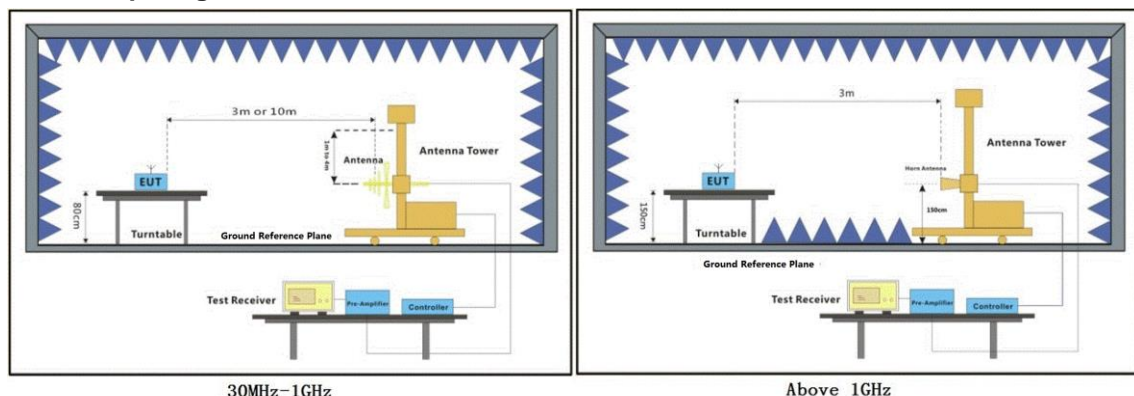 3m or 10m
1m to 4m
Antenna
Antenna Tower
EUT
80cm
Turntable
Ground Reference Plane
Test Receiver
Pre-Amplifier
Controller
30MHz-1GHz
3m
Antenna Tower
Horn Antenna
EUT
150cm
150cm
Turntable
Ground Reference Plane
Test Receiver
Pre-Amplifier
Controller
Above 1GHz